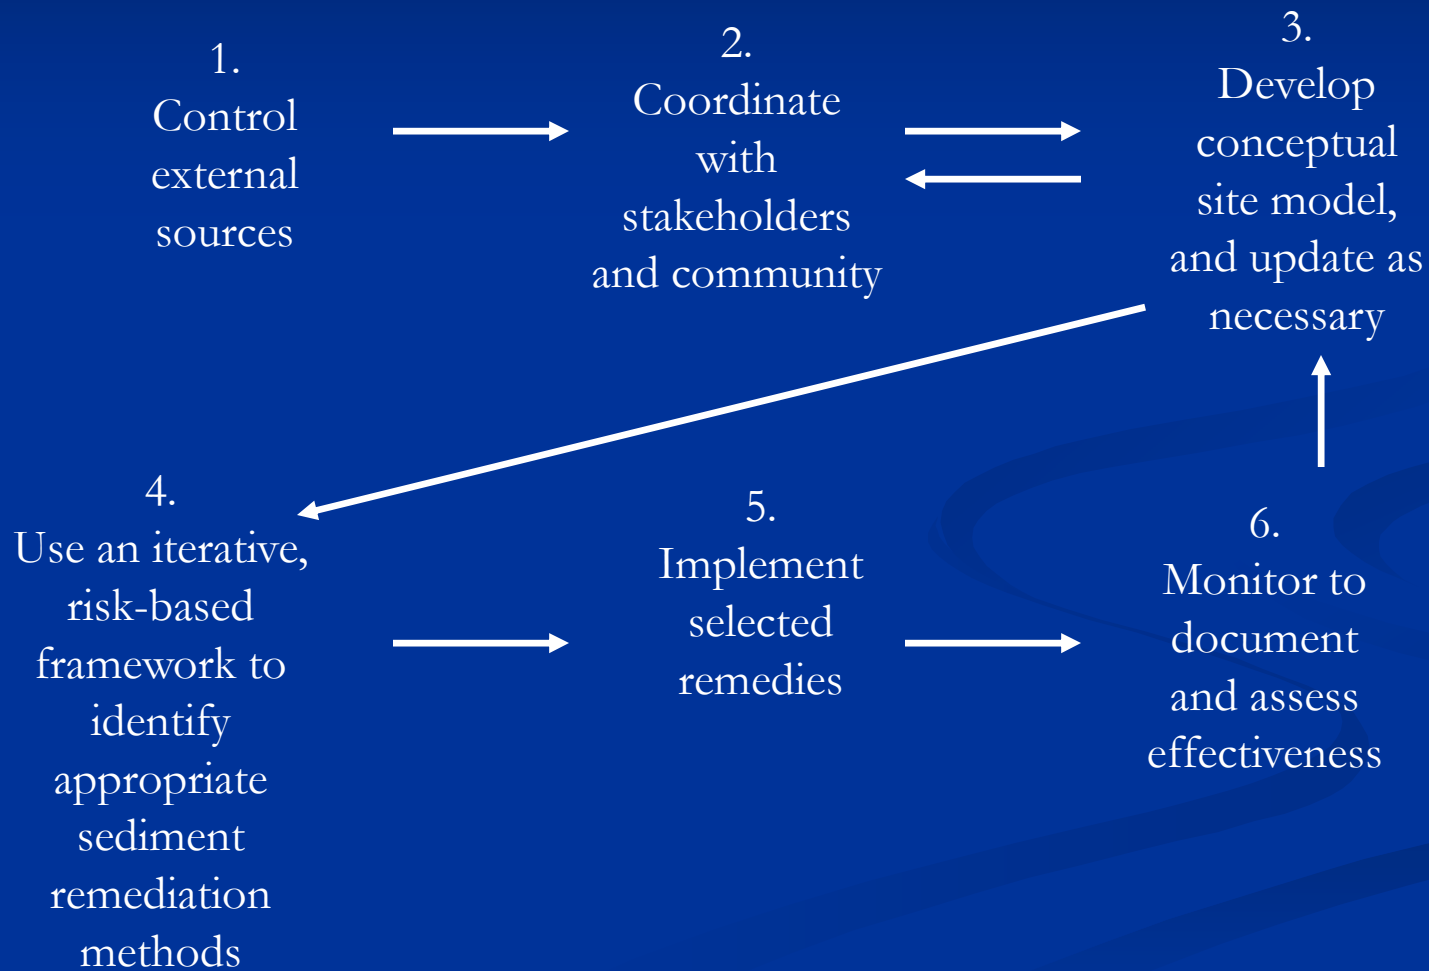 1.
Control
external
sources
2.
Coordinate
with
stakeholders
and community
3.
Develop
conceptual
site model,
and update as
necessary
4.
Use an iterative,
risk-based
framework to
identify
appropriate
sediment
remediation
methods
5.
Implement
selected
remedies
6.
Monitor to
document
and assess
effectiveness